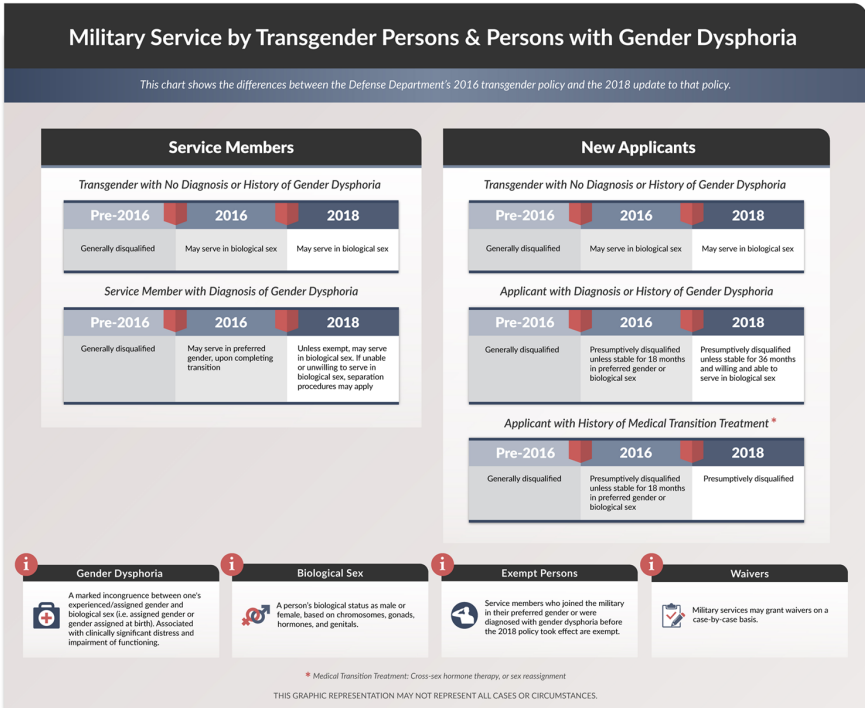 Military Service by Transgender Persons & Persons with Gender Dysphoria
This chart shows the differences between the Defense Department's 2016 transgender policy and the 2018 update to that policy.
Service Members
Transgender with No Diagnosis or History of Gender Dysphoria
Pre-2016
2016
2018
Generally disqualified
May serve in biological sex
May serve in biological sex
Service Member with Diagnosis of Gender Dysphoria
Pre-2016
2016
2018
Generally disqualified
May serve in preferred
gender, upon completing
transition
Unless exempt, may serve
in biological sex. If unable
or unwilling to serve in
biological sex, separation
procedures may apply
New Applicants
Transgender with No Diagnosis or History of Gender Dysphoria
Pre-2016
2016
2018
Generally disqualified
May serve in biological sex
May serve in biological sex
Applicant with Diagnosis or History of Gender Dysphoria
Pre-2016
2016
2018
Generally disqualified
Presumptively disqualified
unless stable for 18 months
in preferred gender or
biological sex
Presumptively disqualified
unless stable for 36 months
and willing and able to
serve in biological sex
Applicant with History of Medical Transition Treatment *
Pre-2016
2016
2018
Generally disqualified
Presumptively disqualified
unless stable for 18 months
in preferred gender or
biological sex
Presumptively disqualified
i
Gender Dysphoria
A marked incongruence between one's
experienced/assigned gender and
biological sex (i.e. assigned gender or
gender assigned at birth). Associated
with clinically significant distress and
impairment of functioning.
i
Biological Sex
A person's biological status as male or
female, based on chromosomes, gonads,
hormones, and genitals.
i
Exempt Persons
Service members who joined the military
in their preferred gender or were
diagnosed with gender dysphoria before
the 2018 policy took effect are exempt.
i
Waivers
Military services may grant waivers on a
case-by-case basis.
* Medical Transition Treatment: Cross-sex hormone therapy, or sex reassignment
THIS GRAPHIC REPRESENTATION MAY NOT REPRESENT ALL CASES OR CIRCUMSTANCES.